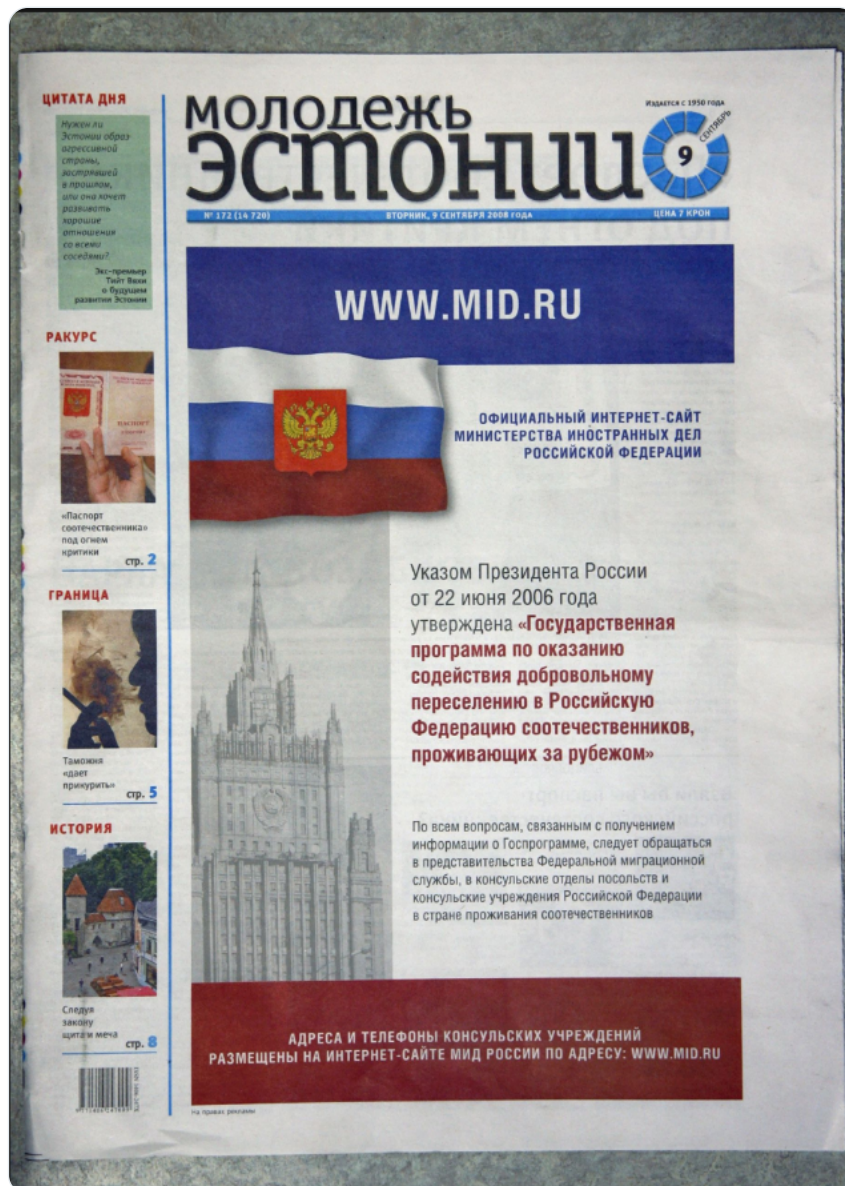 ЦИТАТА ДНЯ
Нужен ли
Эстонии образ
агрессивной
страны,
застрявшей
в прошлом,
или она хочет
развивать
хорошие
отношения
со всеми
соседями?
Экс-премьер
Тийт Вяхи
о будущем
развитии Эстонии
РАКУРС
ПАСПОРТ
«Паспорт
соотечественника»
под огнем
критики
стр. 2
ГРАНИЦА
Таможня
«дает
прикурить»
стр. 5
ИСТОРИЯ
Следуя
закону
щита и меча
стр. 8
МОЛОДЕЖЬ
ЭСТОНИИ
ИЗДАЕТСЯ С 1950 ГОДА
9
СЕНТЯБРЬ
№ 172 (14 720)
ВТОРНИК, 9 СЕНТЯБРЯ 2008 ГОДА
ЦЕНА 7 КРОН
WWW.MID.RU
ОФИЦИАЛЬНЫЙ ИНТЕРНЕТ-САЙТ
МИНИСТЕРСТВА ИНОСТРАННЫХ ДЕЛ
РОССИЙСКОЙ ФЕДЕРАЦИИ
Указом Президента России
от 22 июня 2006 года
утверждена «Государственная
программа по оказанию
содействия добровольному
переселению в Российскую
Федерацию соотечественников,
проживающих за рубежом»
По всем вопросам, связанным с получением
информации о Госпрограмме, следует обращаться
в представительства Федеральной миграционной
службы, в консульские отделы посольств и
консульские учреждения Российской Федерации
в стране проживания соотечественников
АДРЕСА И ТЕЛЕФОНЫ КОНСУЛЬСКИХ УЧРЕЖДЕНИЙ
РАЗМЕЩЕНЫ НА ИНТЕРНЕТ-САЙТЕ МИД РОССИИ ПО АДРЕСУ: WWW.MID.RU
На правах рекламы